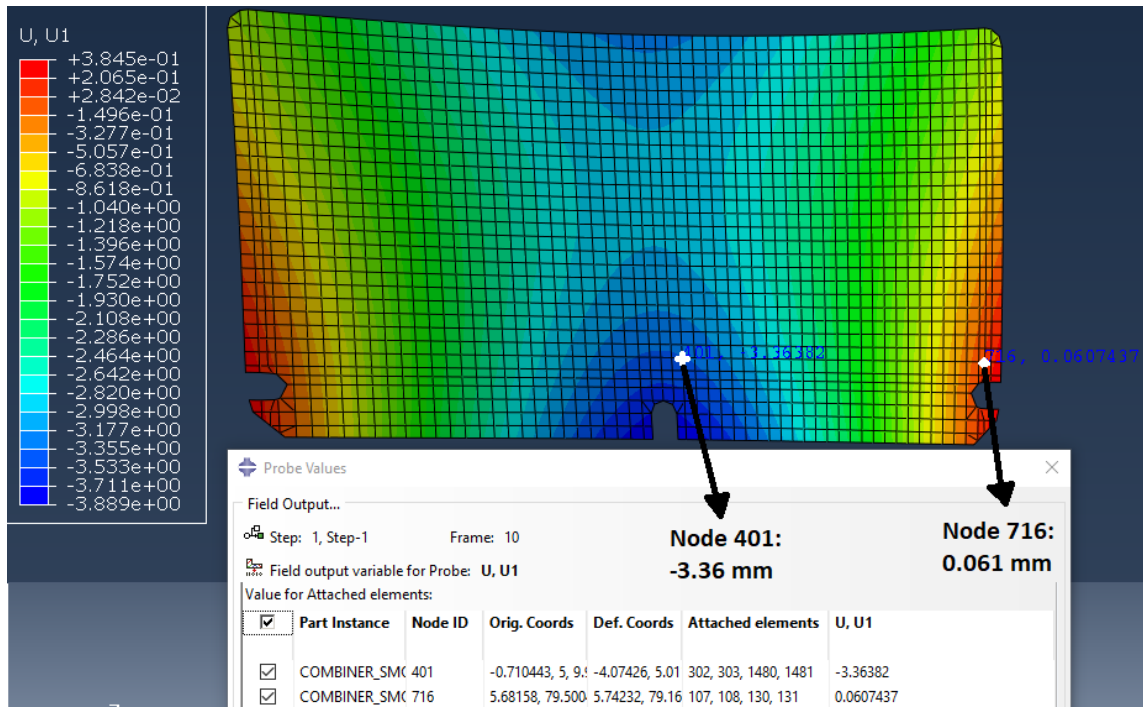 U, U1
+3.845e-01
+2.065e-01
+2.842e-02
-1.496e-01
-3.277e-01
-5.057e-01
-6.838e-01
-8.618e-01
-1.040e+00
-1.218e+00
-1.396e+00
-1.574e+00
-1.752e+00
-1.930e+00
-2.108e+00
-2.286e+00
-2.464e+00
-2.642e+00
-2.820e+00
-2.998e+00
-3.177e+00
-3.355e+00
-3.533e+00
-3.711e+00
-3.889e+00
401, -3.36382
716, 0.0607437
Probe Values
Field Output...
Step: 1, Step-1 Frame: 10
Field output variable for Probe: U, U1
Value for Attached elements:
Node 401:
-3.36 mm
Node 716:
0.061 mm
Part Instance Node ID Orig. Coords Def. Coords Attached elements U, U1
COMBINER_SM( 401 -0.710443, 5, 9.9 -4.07426, 5.01 302, 303, 1480, 1481 -3.36382
COMBINER_SM( 716 5.68158, 79.500 5.74232, 79.16 107, 108, 130, 131 0.0607437